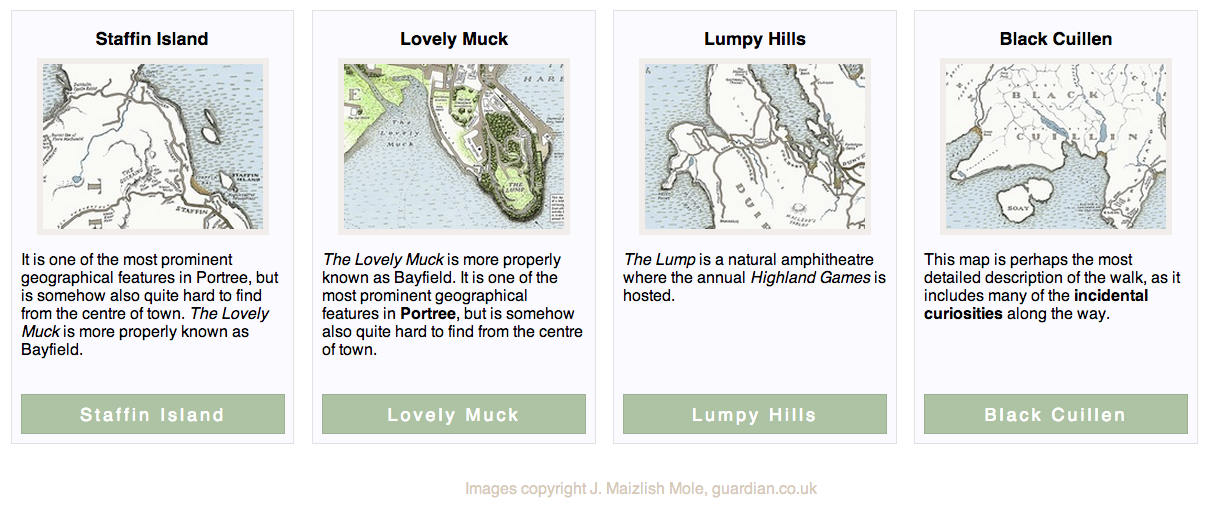 Staffin Island
STAFFIN ISLAND
STAFFIN
It is one of the most prominent
geographical features in Portree, but
is somehow also quite hard to find
from the centre of town. The Lovely
Muck is more properly known as
Bayfield.
Staffin Island
Lovely Muck
HARB
E
The
Lovely
Muck
THE
LUMP
The Lovely Muck is more properly
known as Bayfield. It is one of the
most prominent geographical
features in Portree, but is somehow
also quite hard to find from the centre
of town.
Lovely Muck
Lumpy Hills
DUI
MACLEOD'S
TABLES
The Lump is a natural amphitheatre
where the annual Highland Games is
hosted.
Lumpy Hills
Black Cuillen
BLACK
CUILLIN
SOAY
This map is perhaps the most
detailed description of the walk, as it
includes many of the incidental
curiosities along the way.
Black Cuillen
Images copyright J. Maizlish Mole, guardian.co.uk